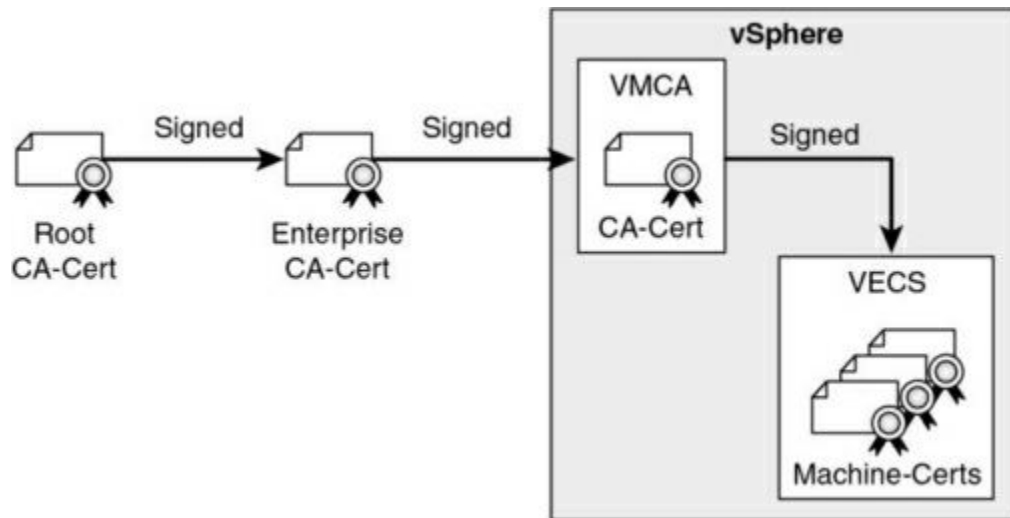 vSphere
VMCA
Signed
Signed
Signed
Root
CA-Cert
Enterprise
CA-Cert
CA-Cert
VECS
Machine-Certs